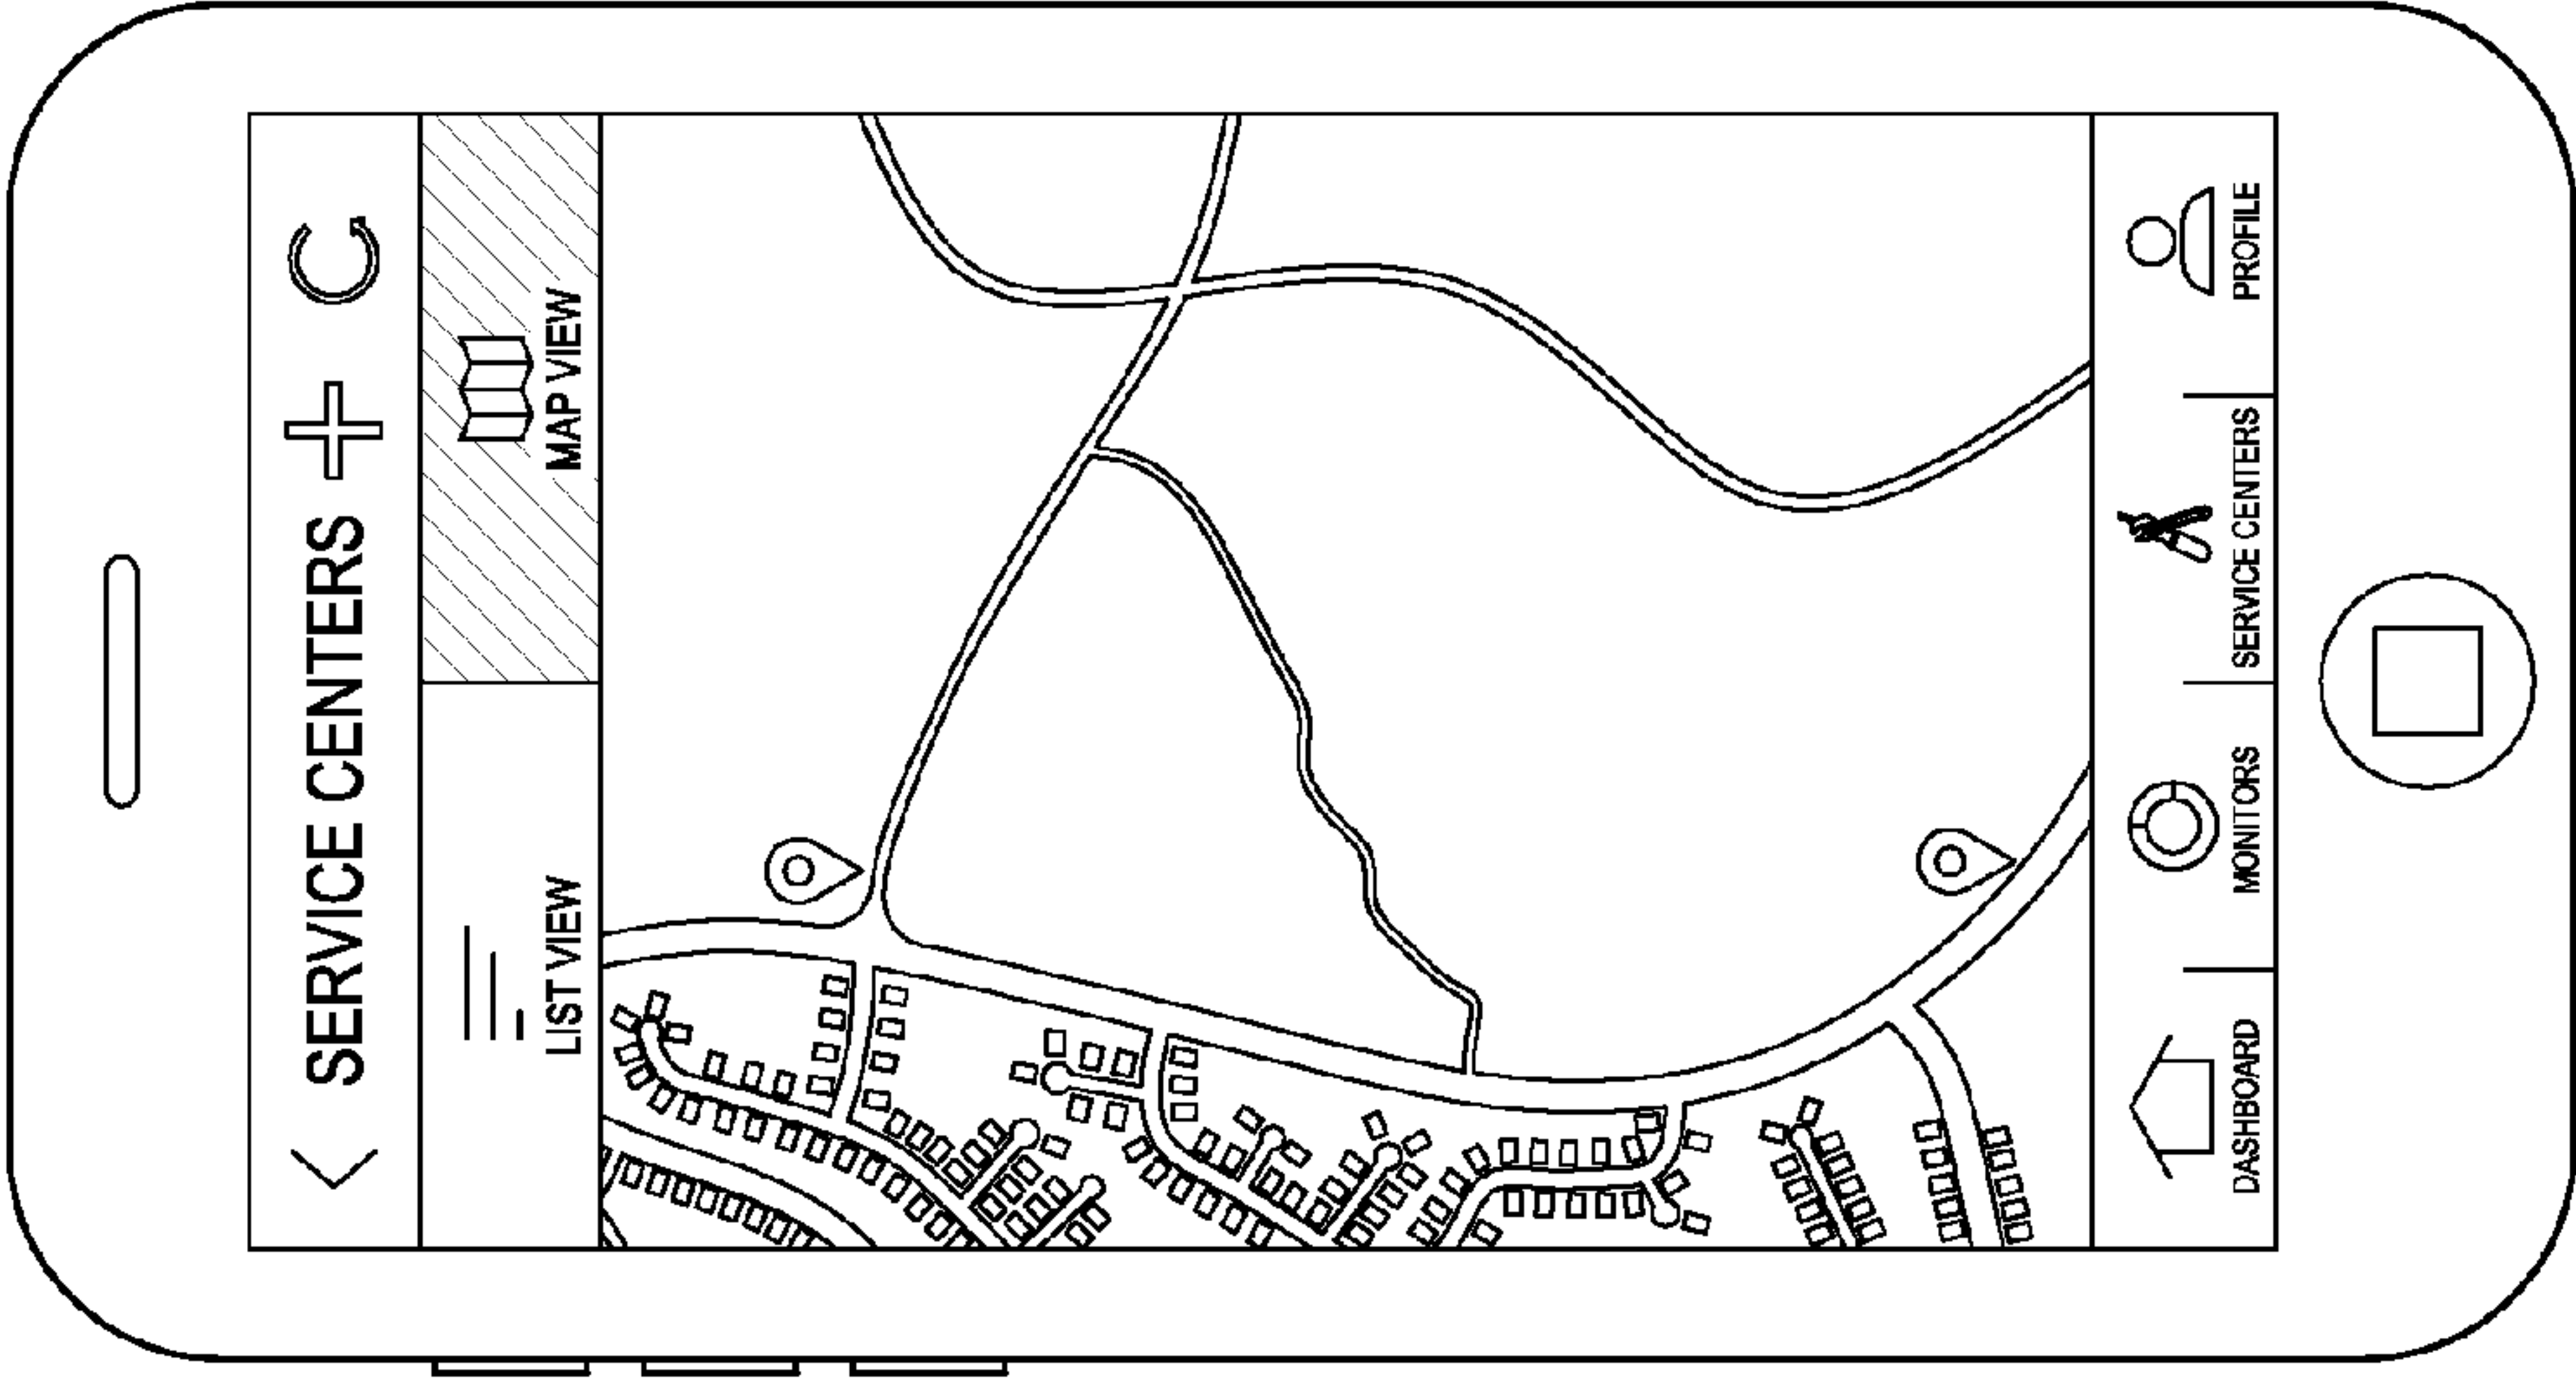 SERVICE CENTERS
LIST VIEW
MAP VIEW
DASHBOARD
MONITORS
SERVICE CENTERS
PROFILE